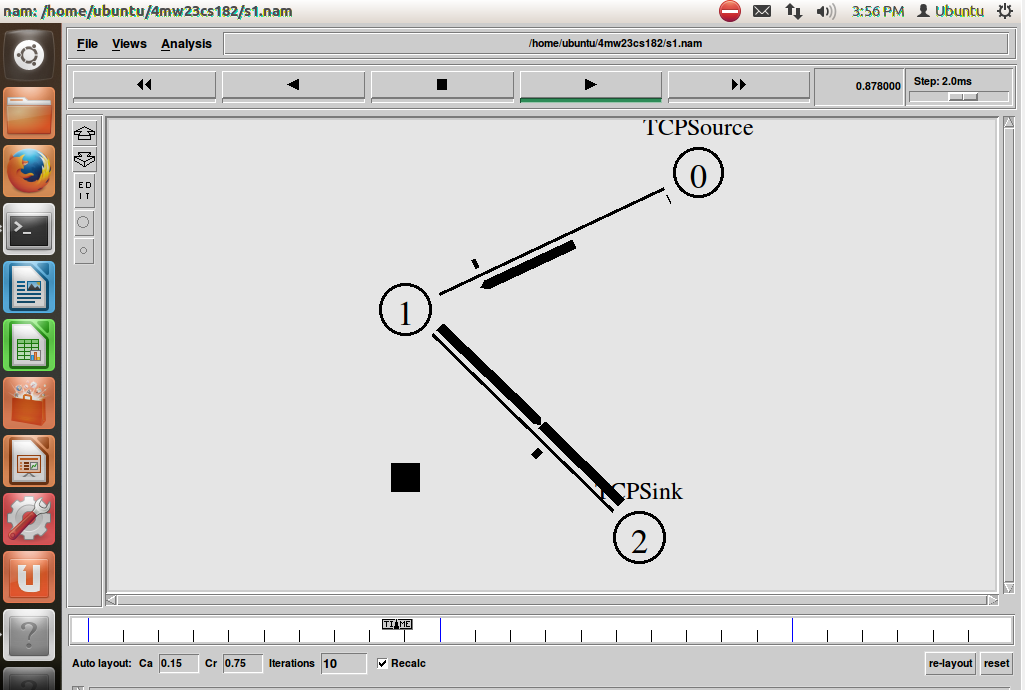 nam: /home/ubuntu/4mw23cs182/s1.nam
3:56 PM Ubuntu
File Views Analysis /home/ubuntu/4mw23cs182/s1.nam
0.878000 Step: 2.0ms
ED
IT
TCPSource
0
1
TCPSink
2
TIME
Auto layout: Ca 0.15 Cr 0.75 Iterations 10 Recalc re-layout reset